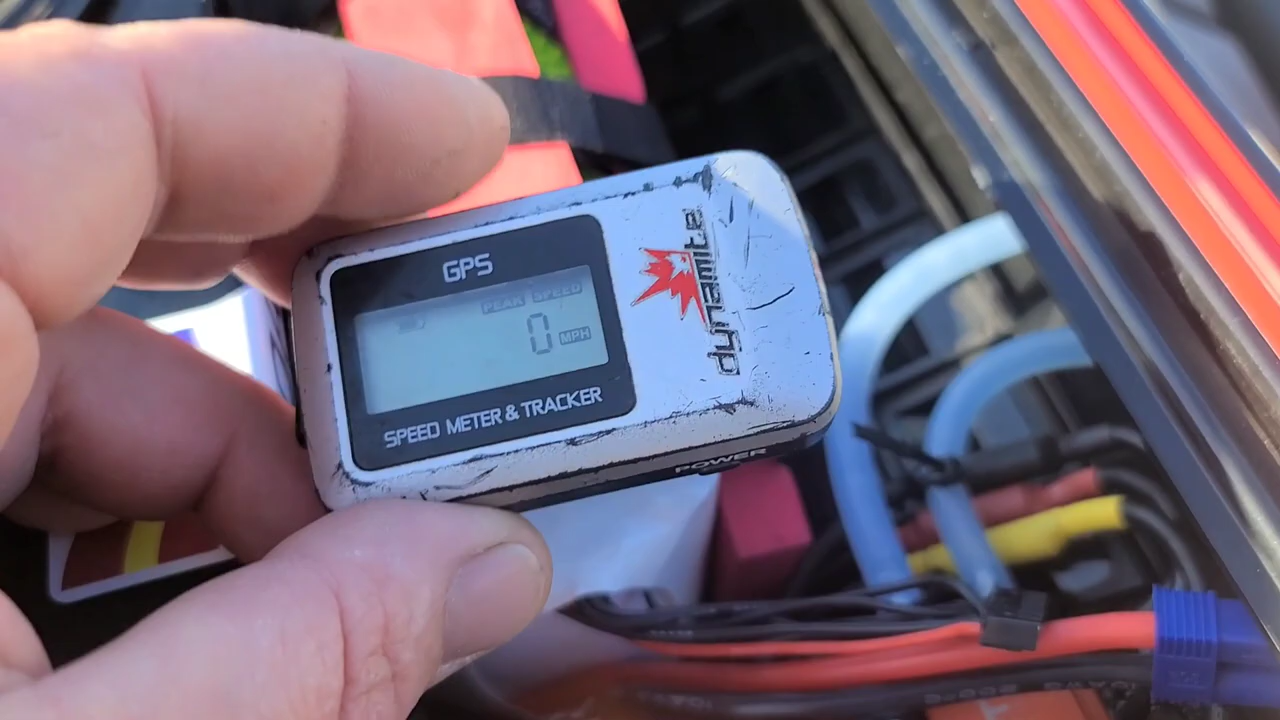 GPS
PEAK SPEED
0 MPH
SPEED METER & TRACKER
dynamite
POWER